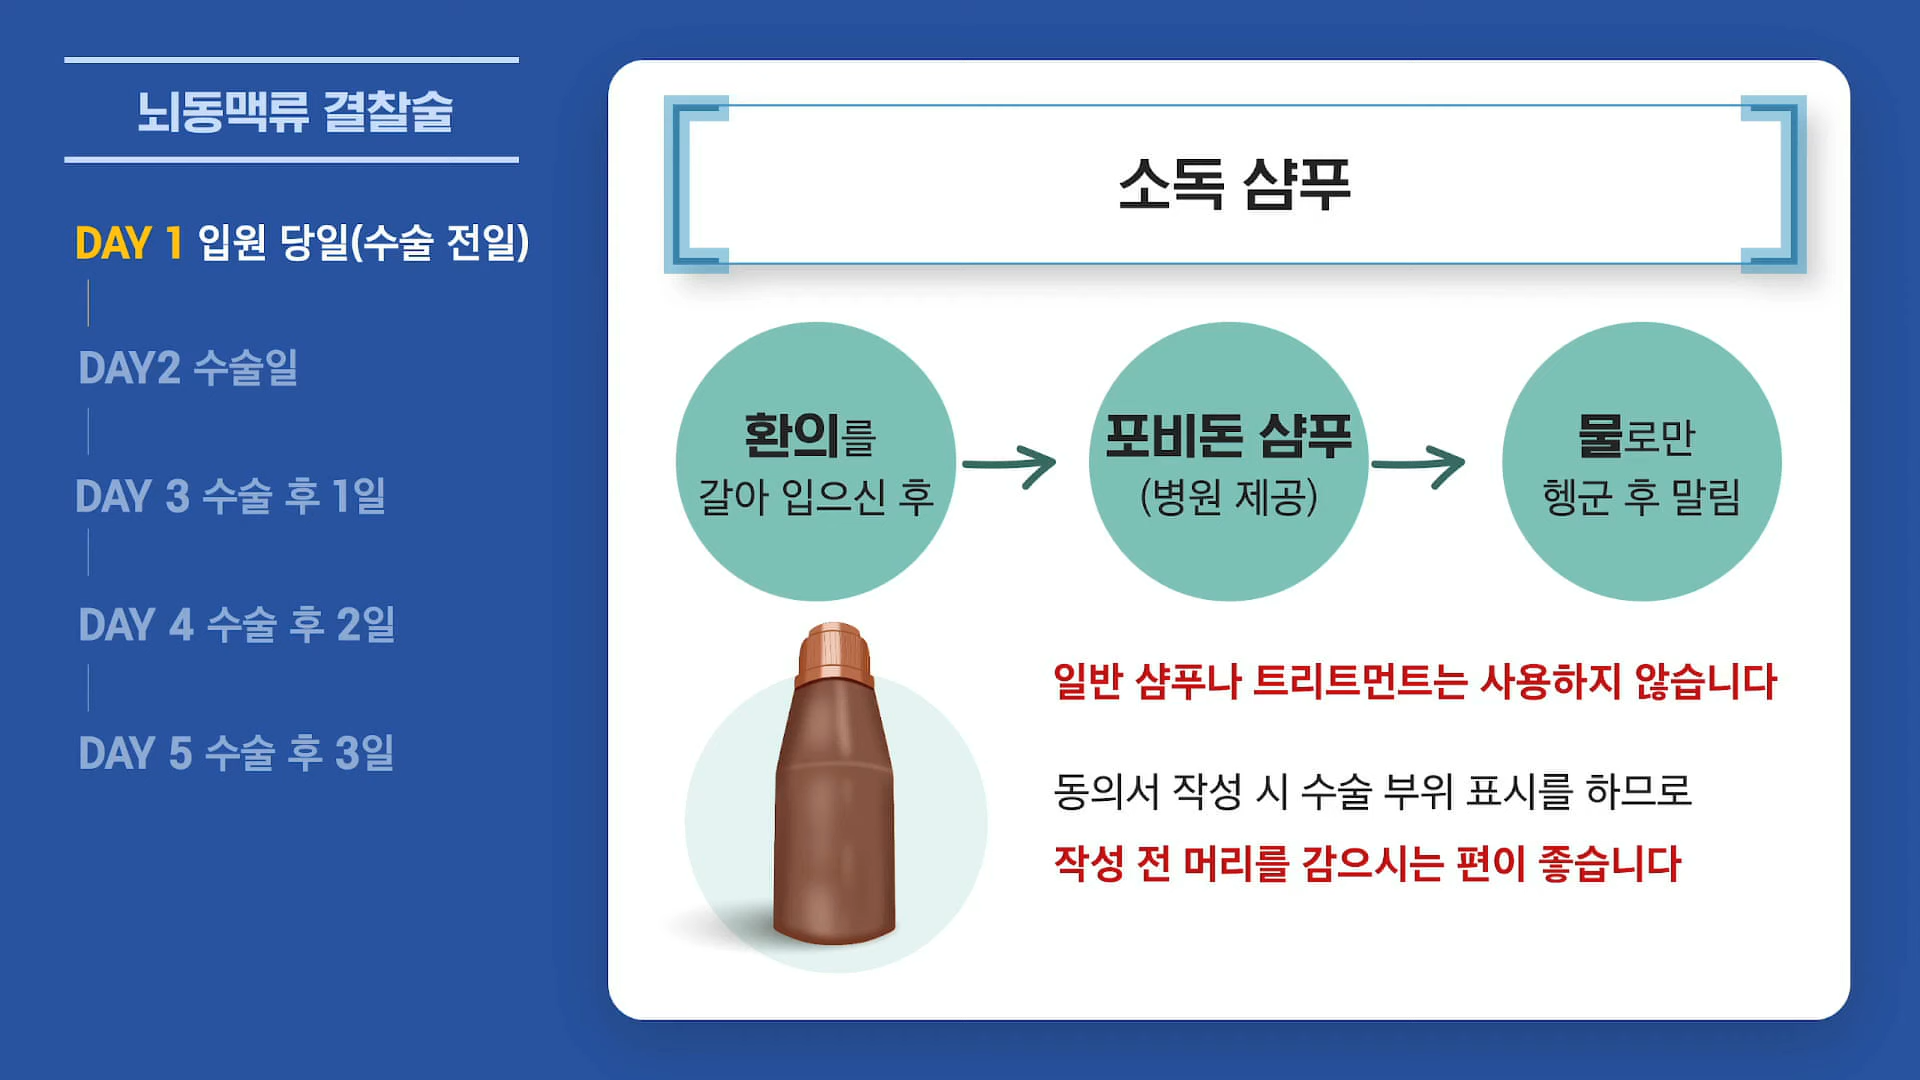 뇌동맥류 결찰술
DAY 1 입원 당일(수술 전일)
DAY2 수술일
DAY 3 수술 후 1일
DAY 4 수술 후 2일
DAY 5 수술 후 3일
소독 샴푸
환의를
갈아 입으신 후
포비돈 샴푸
(병원 제공)
물로만
헹군 후 말림
일반 샴푸나 트리트먼트는 사용하지 않습니다
동의서 작성 시 수술 부위 표시를 하므로
작성 전 머리를 감으시는 편이 좋습니다